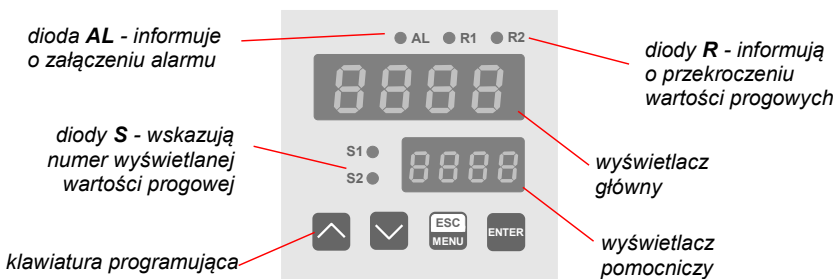 dioda AL - informuje
o załączeniu alarmu
AL R1 R2
diody R - informują
o przekroczeniu
wartości progowych
8888
diody S - wskazują
numer wyświetlanej
wartości progowej
S1
S2
8888
wyświetlacz
główny
ESC
MENU
ENTER
klawiatura programująca
wyświetlacz
pomocniczy